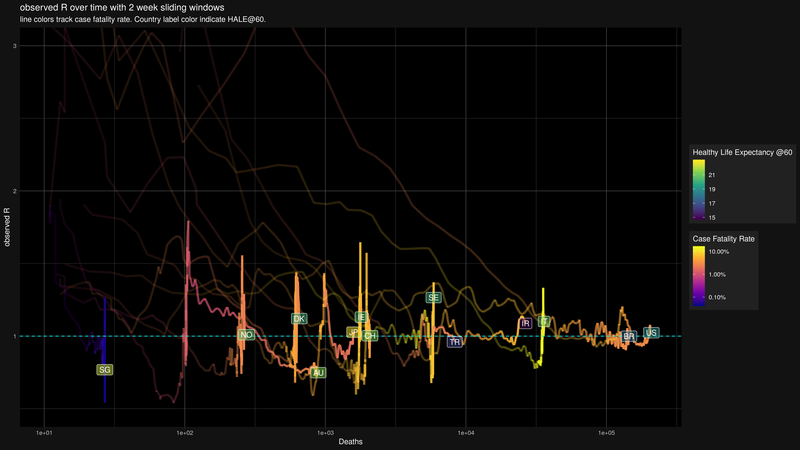 observed R over time with 2 week sliding windows
line colors track case fatality rate. Country label color indicate HALE@60.
3
2
1
observed R
SG
NO
DK
AU
IE
CH
SE
TR
IR
IT
BR
US
1e+01
1e+02
1e+03
1e+04
1e+05
Deaths
Healthy Life Expectancy @60
21
19
17
15
Case Fatality Rate
10.00%
1.00%
0.10%